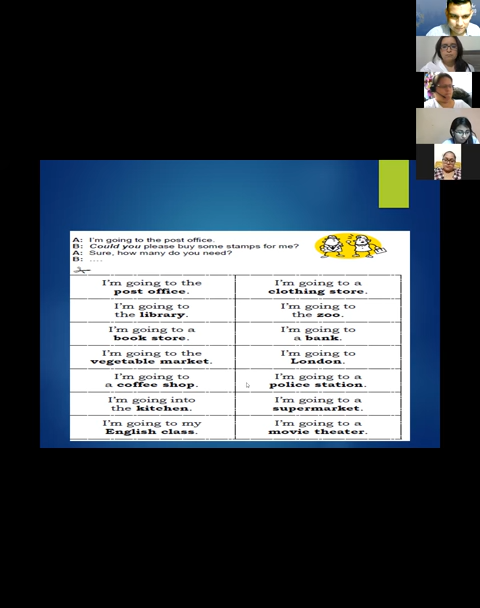 A: I'm going to the post office.
B: Could you please buy some stamps for me?
A: Sure, how many do you need?
B: ....
I'm going to the
post office.
I'm going to a
clothing store.
I'm going to
the library.
I'm going to
the zoo.
I'm going to a
book store.
I'm going to
a bank.
I'm going to the
vegetable market.
I'm going to
London.
I'm going to
a coffee shop.
I'm going to a
police station.
I'm going into
the kitchen.
I'm going to a
supermarket.
I'm going to my
English class.
I'm going to a
movie theater.